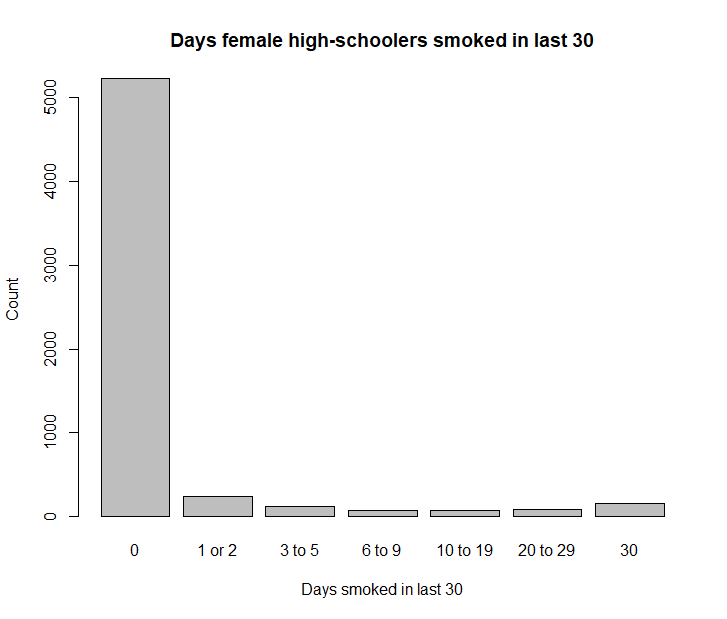 Days female high-schoolers smoked in last 30
Count
5000
4000
3000
2000
1000
0
0 1 or 2 3 to 5 6 to 9 10 to 19 20 to 29 30
Days smoked in last 30